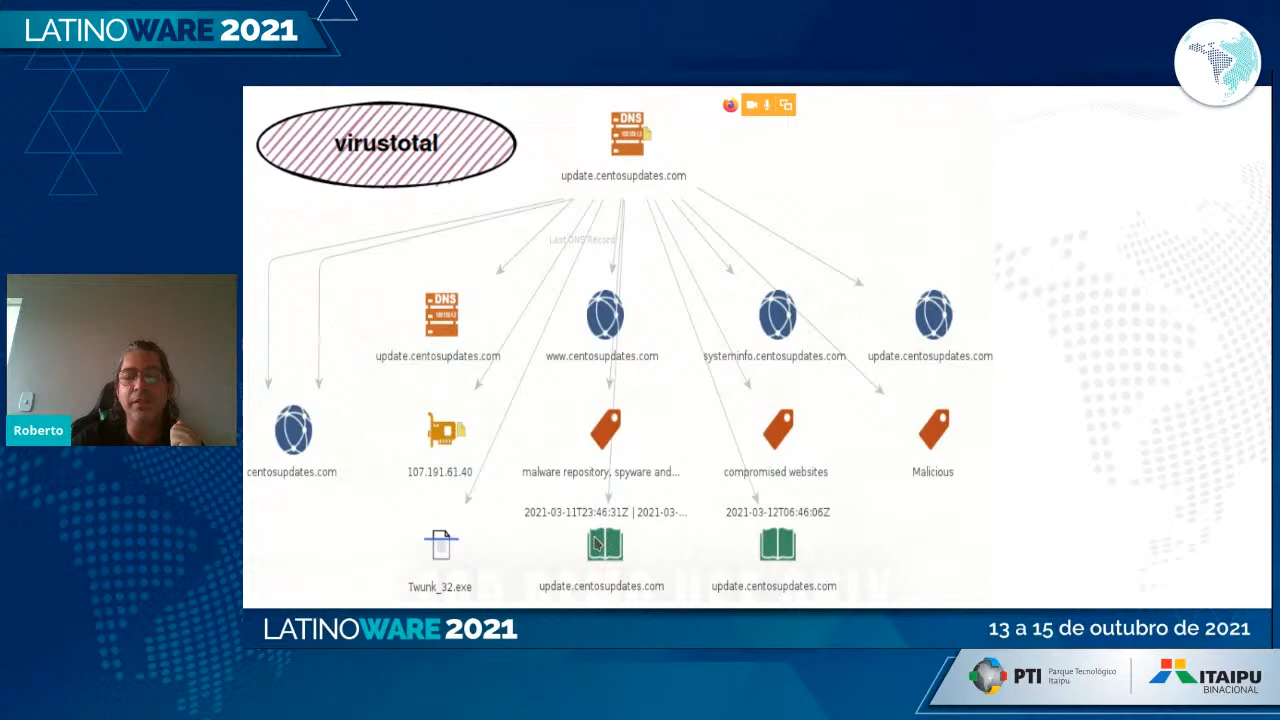 LATINOWARE 2021
virustotal
DNS
update.centosupdates.com
Last DNS Record
DNS
update.centosupdates.com
www.centosupdates.com
systeminfo.centosupdates.com
update.centosupdates.com
centosupdates.com
107.191.61.40
malware repository, spyware and...
compromised websites
Malicious
2021-03-11T23:46:31Z | 2021-03-...
2021-03-12T06:46:06Z
Twunk_32.exe
update.centosupdates.com
update.centosupdates.com
Roberto
LATINOWARE 2021
13 a 15 de outubro de 2021
PTI
Parque Tecnológico
Itaipu
ITAIPU
BINACIONAL